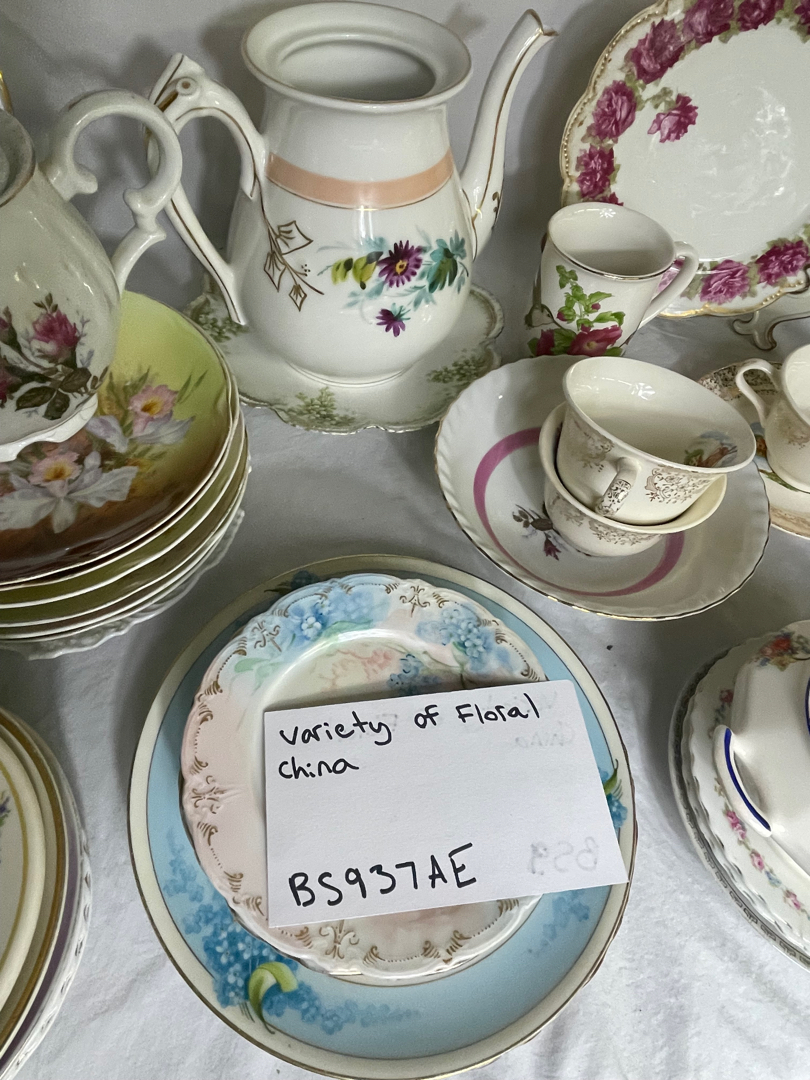 Variety of Floral
China
BS937AE